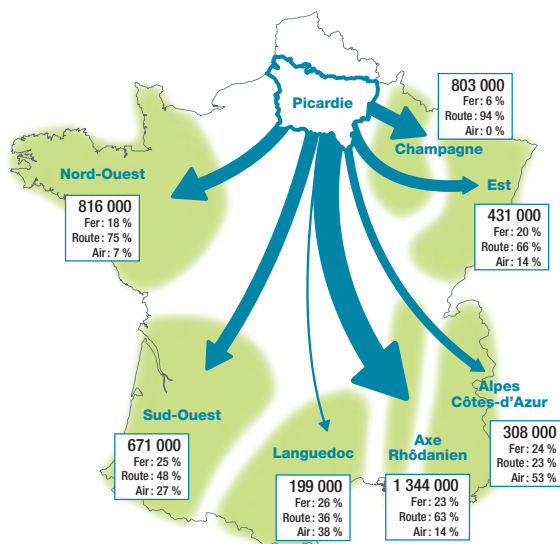 Picardie
803 000
Fer : 6 %
Route : 94 %
Air : 0 %
Champagne
Nord-Ouest
816 000
Fer : 18 %
Route : 75 %
Air : 7 %
Est
431 000
Fer : 20 %
Route : 66 %
Air : 14 %
Sud-Ouest
671 000
Fer : 25 %
Route : 48 %
Air : 27 %
Languedoc
199 000
Fer : 26 %
Route : 36 %
Air : 38 %
Axe
Rhôdanien
1 344 000
Fer : 23 %
Route : 63 %
Air : 14 %
Alpes
Côtes-d'Azur
308 000
Fer : 24 %
Route : 23 %
Air : 53 %